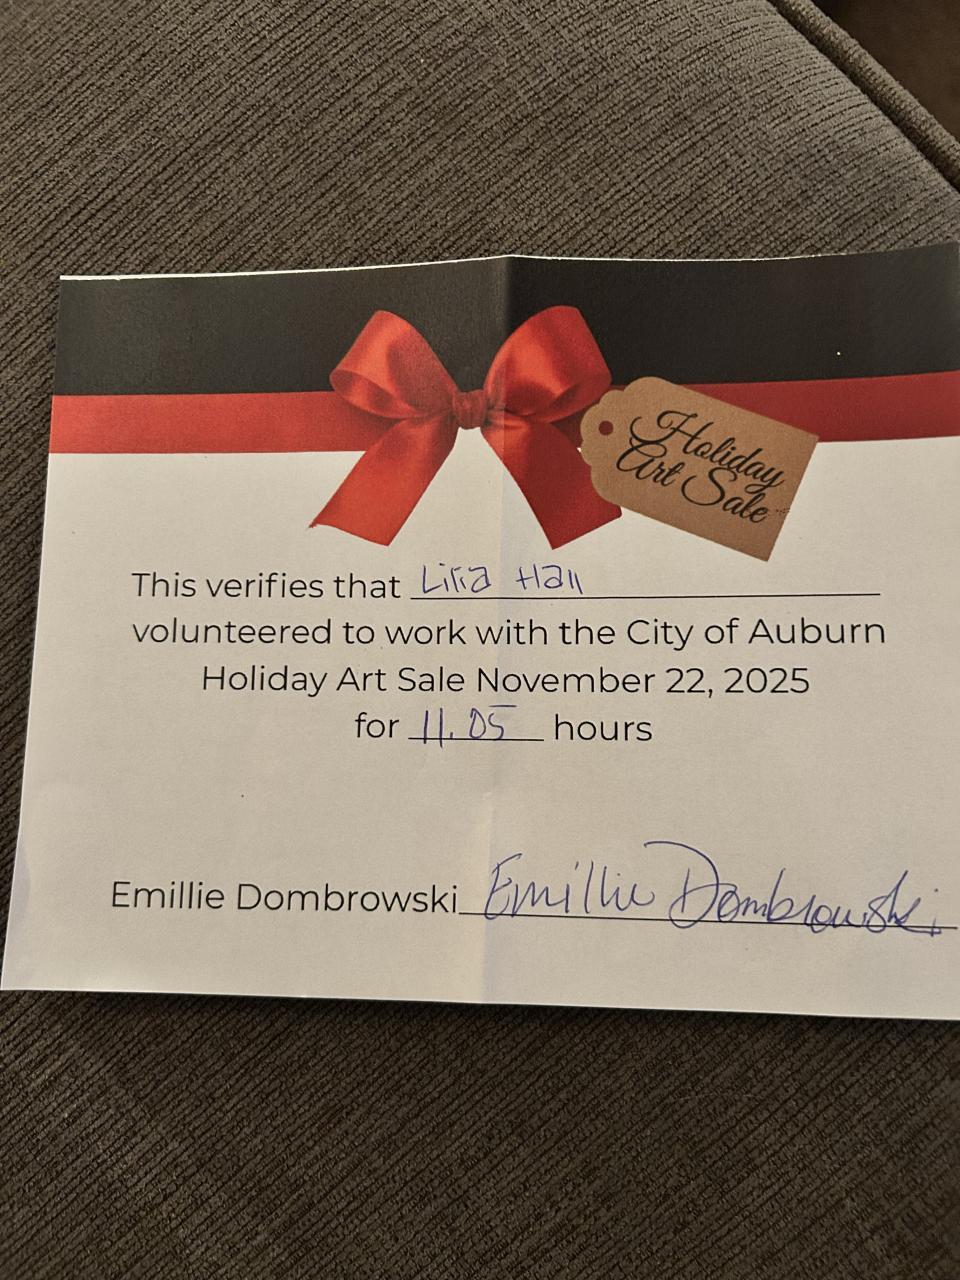 Holiday
Art Sale
This verifies that Liria Hall
volunteered to work with the City of Auburn
Holiday Art Sale November 22, 2025
for 11.05 hours
Emillie Dombrowski Emillie Dombrowski